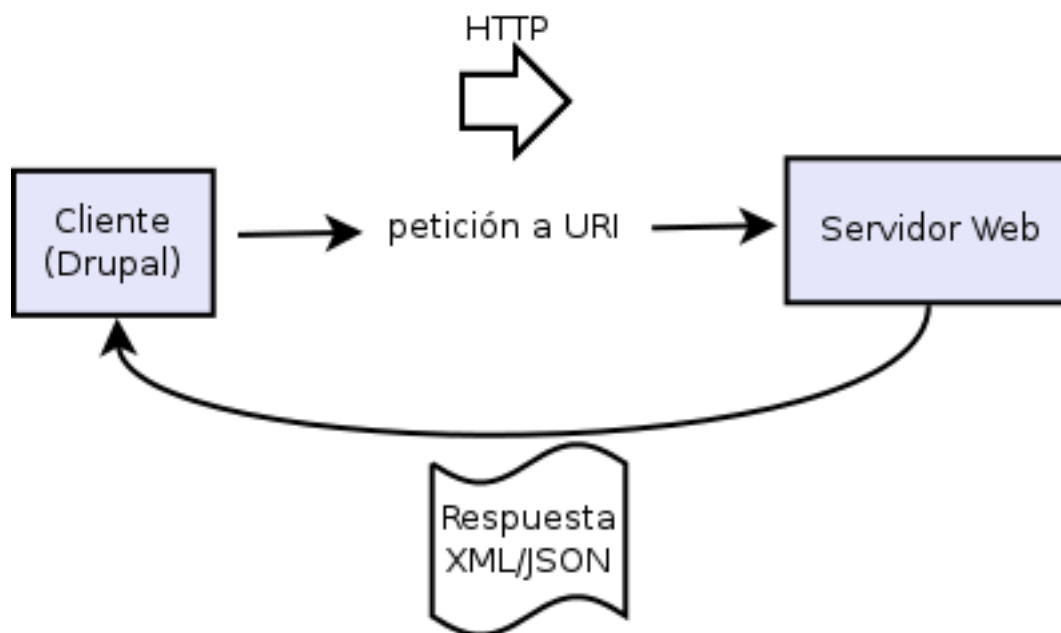 HTTP
Cliente
(Drupal)
petición a URI
Servidor Web
Respuesta
XML/JSON